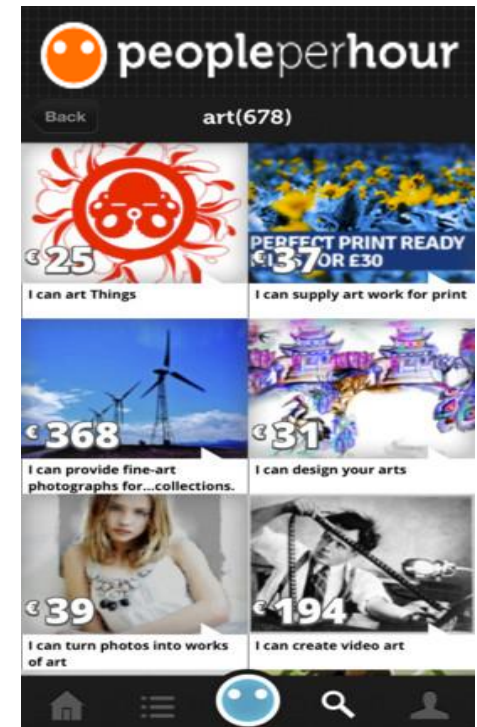 peopleperhour
Back
art(678)
€25
I can art Things
PERFECT PRINT READY
FOR £30
€37
I can supply art work for print
€368
I can provide fine-art
photographs for...collections.
€31
I can design your arts
€39
I can turn photos into works
of art
€194
I can create video art